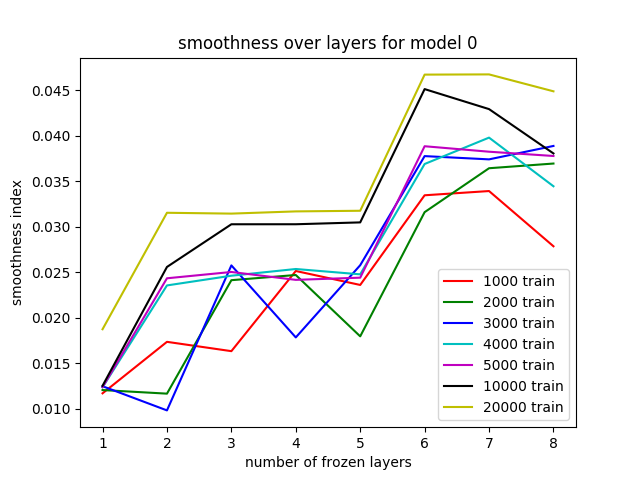 smoothness over layers for model 0
smoothness index
0.045
0.040
0.035
0.030
0.025
0.020
0.015
0.010
1000 train
2000 train
3000 train
4000 train
5000 train
10000 train
20000 train
1 2 3 4 5 6 7 8
number of frozen layers